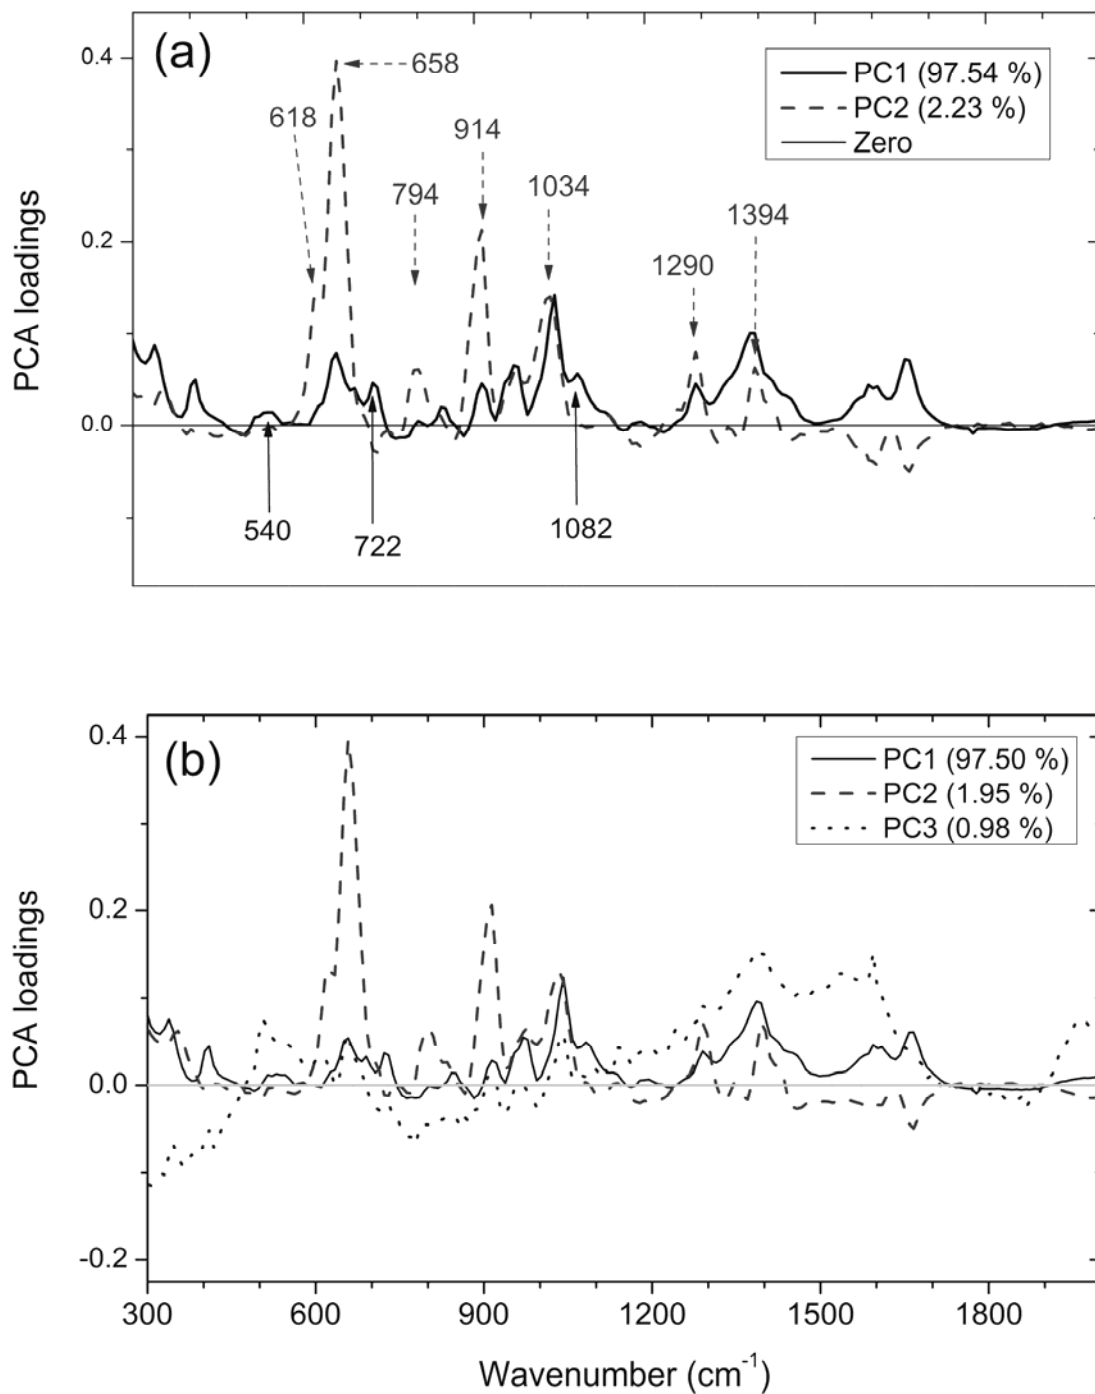 (a)
658
618
914
794
1034
1394
1290
PC1 (97.54 %)
PC2 (2.23 %)
Zero
0.4
0.2
0.0
PCA loadings
540
722
1082
(b)
PC1 (97.50 %)
PC2 (1.95 %)
PC3 (0.98 %)
0.4
0.2
0.0
-0.2
PCA loadings
300 600 900 1200 1500 1800
Wavenumber (cm⁻¹)